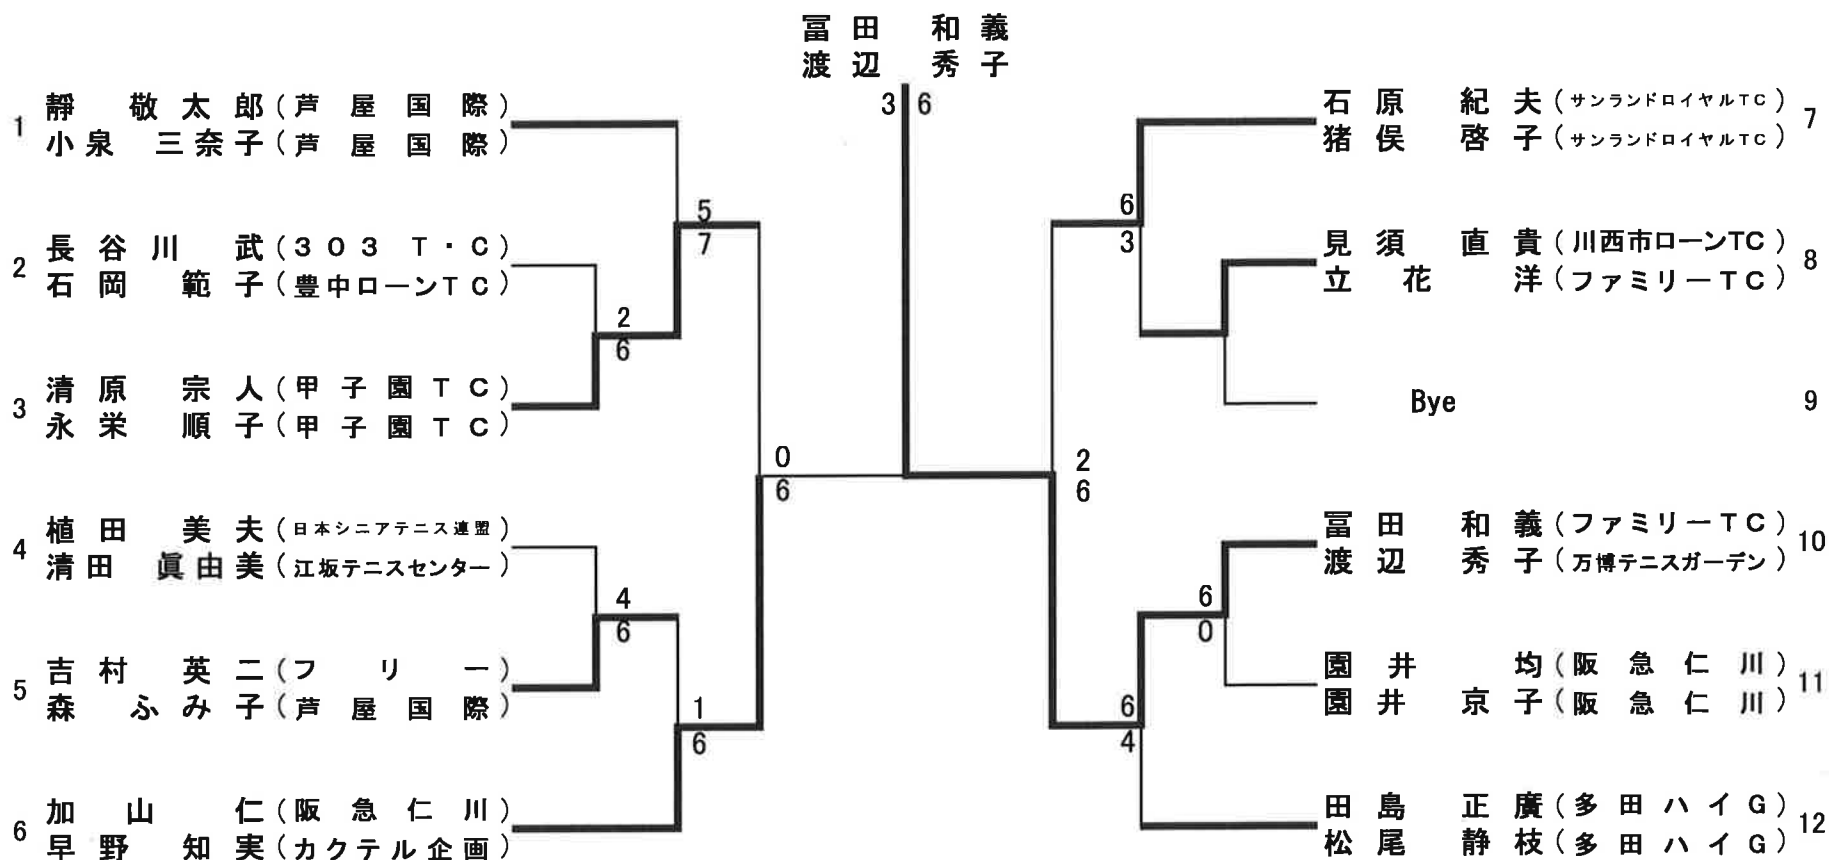 冨田 和義
渡辺 秀子
3 6
1 靜 敬太郎(芦屋国際)
小泉 三奈子(芦屋国際)
5
7
2 長谷川 武(303 T・C)
石岡 範子(豊中ローンTC)
2
6
3 清原 宗人(甲子園TC)
永栄 順子(甲子園TC)
0
6
4 植田 美夫(日本シニアテニス連盟)
清田 眞由美(江坂テニスセンター)
4
6
5 吉村 英二(フリー)
森 ふみ子(芦屋国際)
1
6
6 加山 仁(阪急仁川)
早野 知実(カクテル企画)
石原 紀夫(サンランドロイヤルTC) 7
猪俣 啓子(サンランドロイヤルTC)
6
3
見須 直貴(川西市ローンTC) 8
立花 洋(ファミリーTC)
Bye 9
2
6
冨田 和義(ファミリーTC) 10
渡辺 秀子(万博テニスガーデン)
6
0
園井 均(阪急仁川) 11
園井 京子(阪急仁川)
6
4
田島 正廣(多田ハイG) 12
松尾 静枝(多田ハイG)